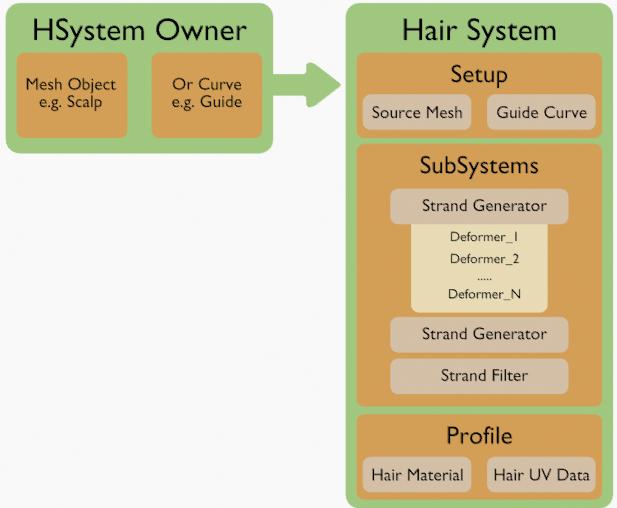 HSystem Owner
Mesh Object
e.g. Scalp
Or Curve
e.g. Guide
Hair System
Setup
Source Mesh
Guide Curve
SubSystems
Strand Generator
Deformer_1
Deformer_2
.....
Deformer_N
Strand Generator
Strand Filter
Profile
Hair Material
Hair UV Data